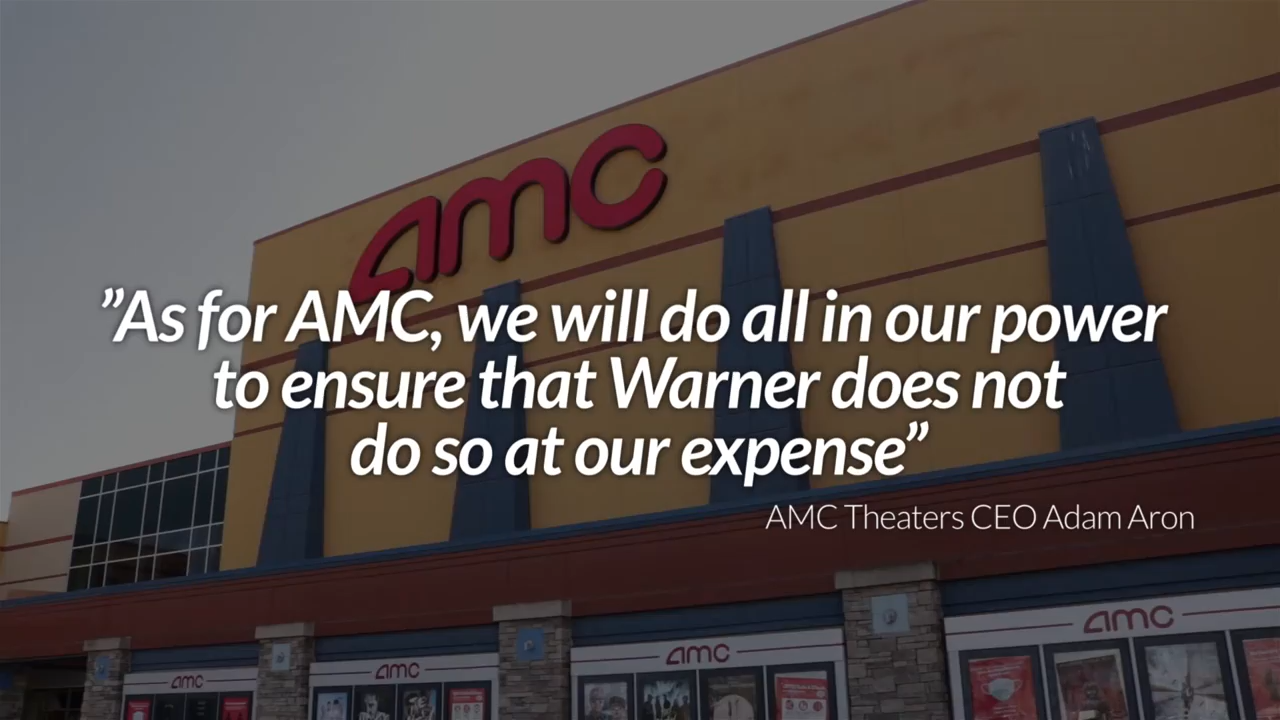 amc
”As for AMC, we will do all in our power
to ensure that Warner does not
do so at our expense”
AMC Theaters CEO Adam Aron
amc
amc
amc
amc